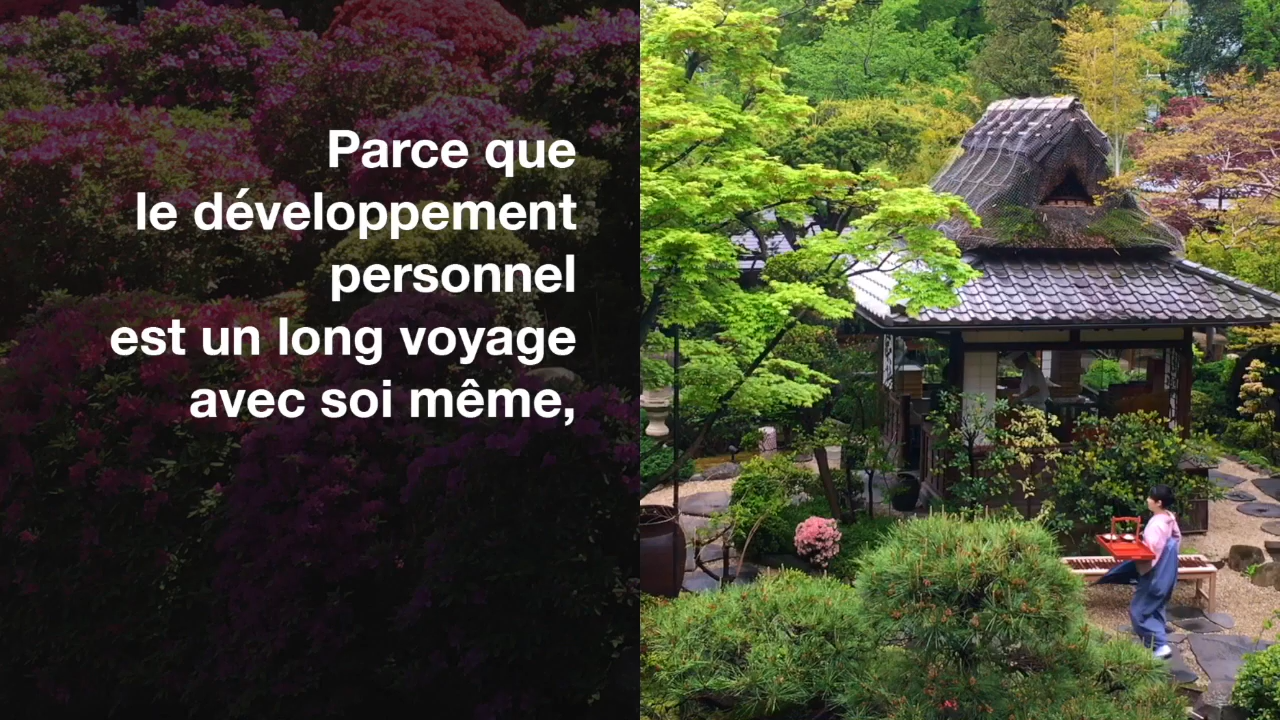 Parce que
le développement
personnel
est un long voyage
avec soi même,